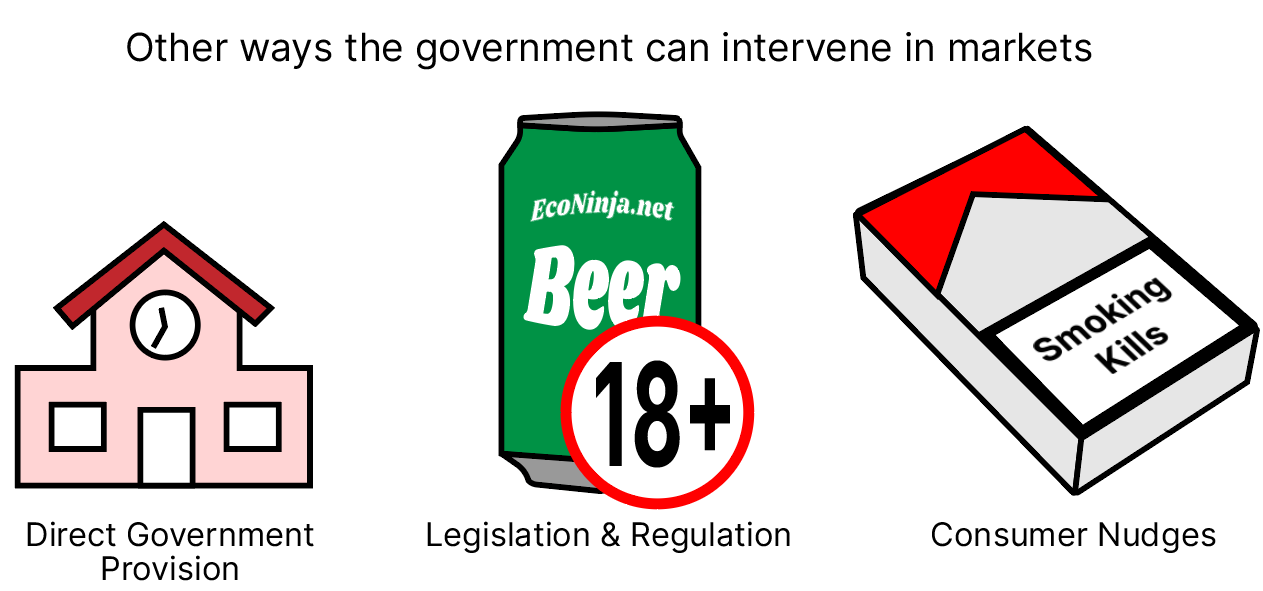 Other ways the government can intervene in markets
EcoNinja.net
Beer
18+
Smoking
Kills
Direct Government
Provision
Legislation & Regulation
Consumer Nudges